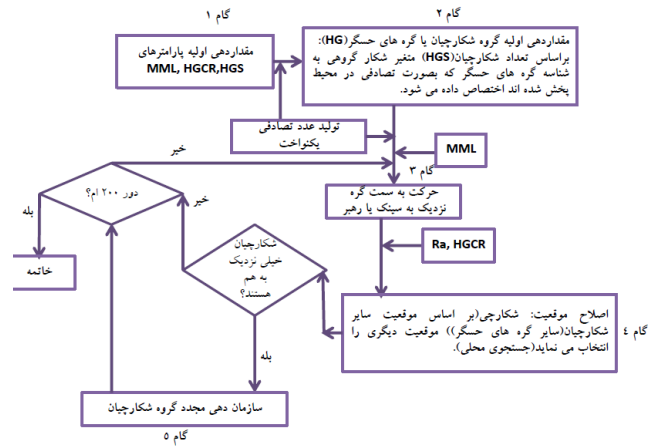 گام ۱
مقداردهی اولیه پارامترهای
MML, HGCR,HGS
گام ۲
مقداردهی اولیه گروه شکارچیان یا گره های حسگر(HG):
براساس تعداد شکارچیان(HGS) متغیر شکار گروهی به
شناسه گره های حسگر که بصورت تصادفی در محیط
پخش شده اند اختصاص داده می شود.
تولید عدد تصادفی
یکنواخت
MML
گام ۳
حرکت به سمت گره
نزدیک به سینک یا رهبر
Ra, HGCR
گام ٤
اصلاح موقعیت: شکارچی(بر اساس موقعیت سایر
شکارچیان(سایر گره های حسگر)) موقعیت دیگری را
انتخاب می نماید(جستجوی محلی).
شکارچیان
خیلی نزدیک
به هم
هستند؟
بله
خیر
سازمان دهی مجدد گروه شکارچیان
گام ٥
دور ۲۰۰ ام؟
خیر
بله
خاتمه